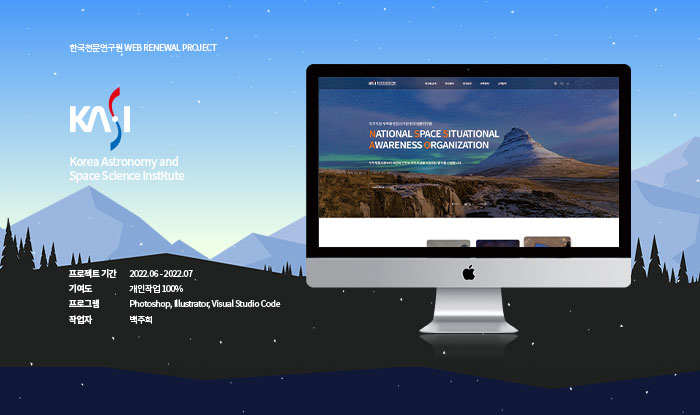 한국천문연구원 WEB RENEWAL PROJECT
KASI
Korea Astronomy and
Space Science Institute
프로젝트 기간 2022.06 - 2022.07
기여도 개인작업 100%
프로그램 Photoshop, Illustrator, Visual Studio Code
작업자 백주희
KASI
NATIONAL SPACE SITUATIONAL
AWARENESS ORGANIZATION